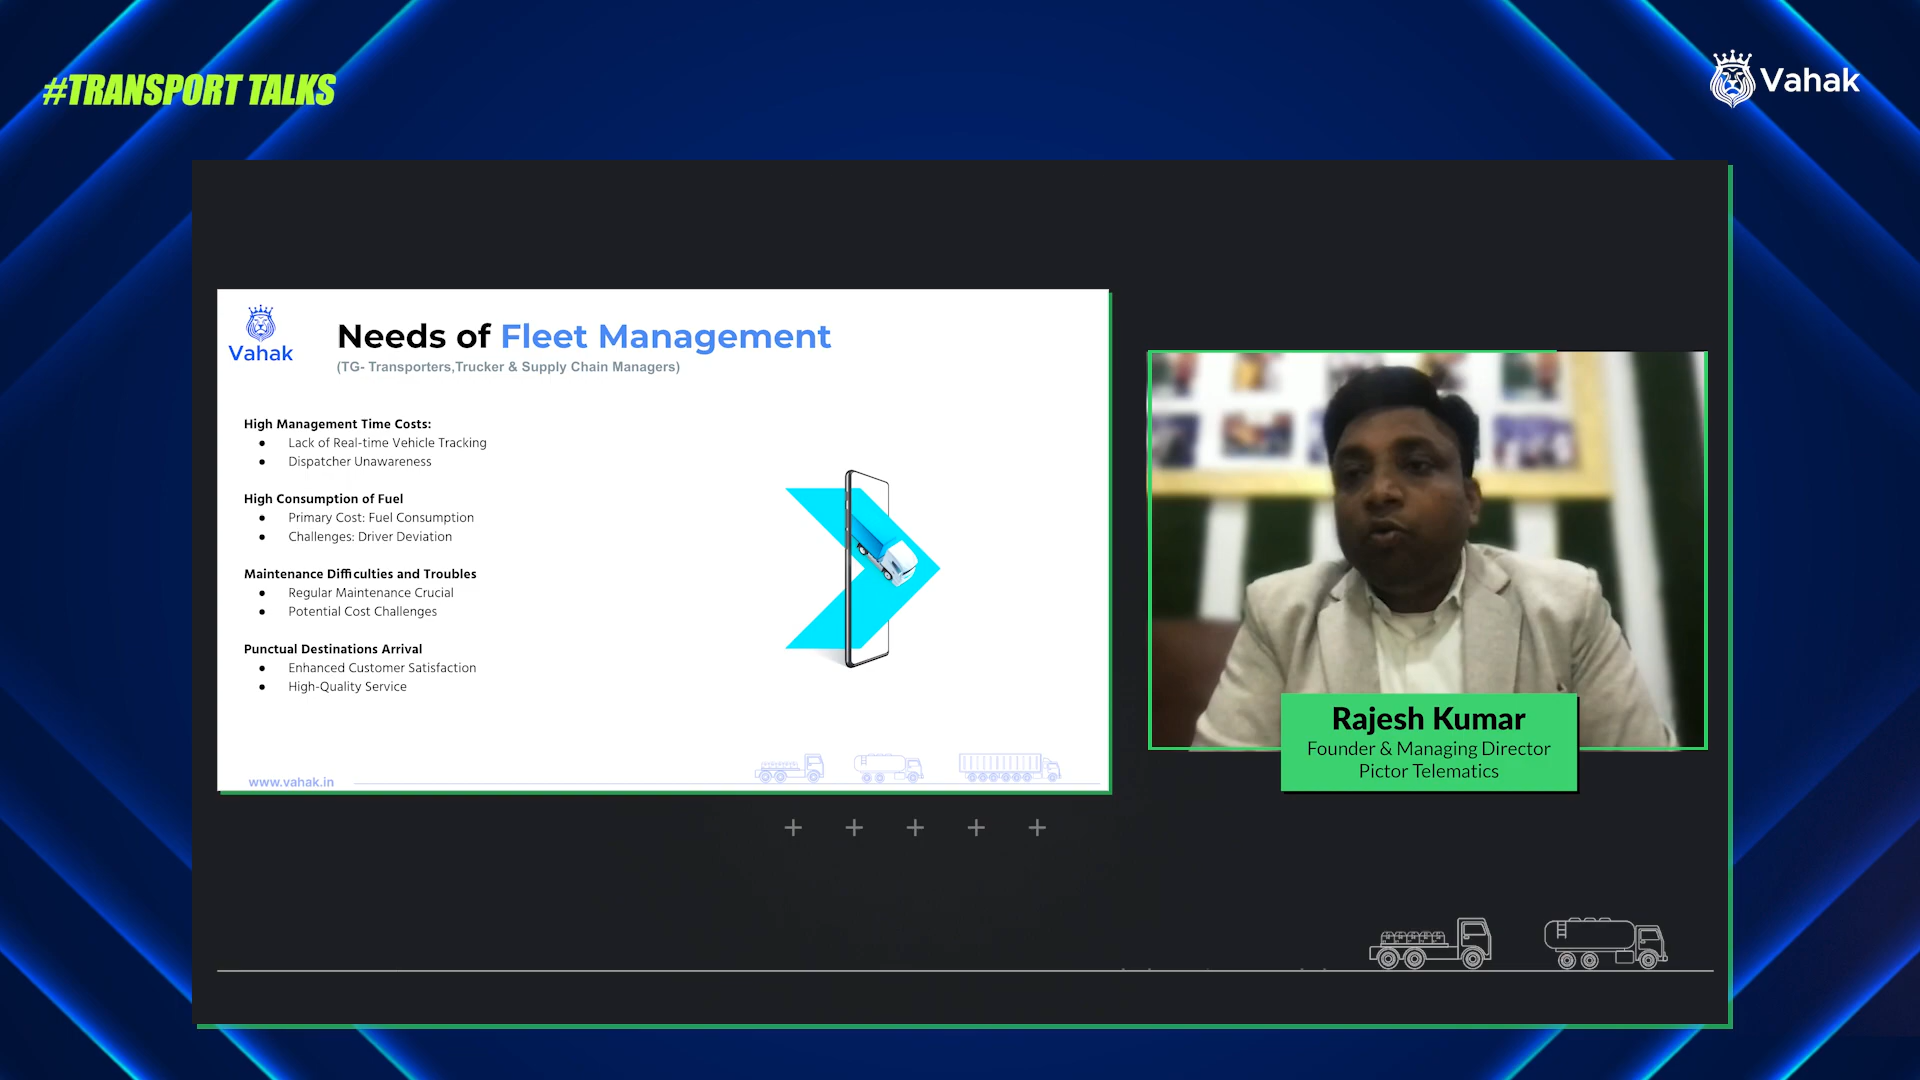 #TRANSPORT TALKS
Vahak
Vahak
Needs of Fleet Management
(TG- Transporters,Trucker & Supply Chain Managers)
High Management Time Costs:
● Lack of Real-time Vehicle Tracking
● Dispatcher Unawareness
High Consumption of Fuel
● Primary Cost: Fuel Consumption
● Challenges: Driver Deviation
Maintenance Difficulties and Troubles
● Regular Maintenance Crucial
● Potential Cost Challenges
Punctual Destinations Arrival
● Enhanced Customer Satisfaction
● High-Quality Service
www.vahak.in
Rajesh Kumar
Founder & Managing Director
Pictor Telematics